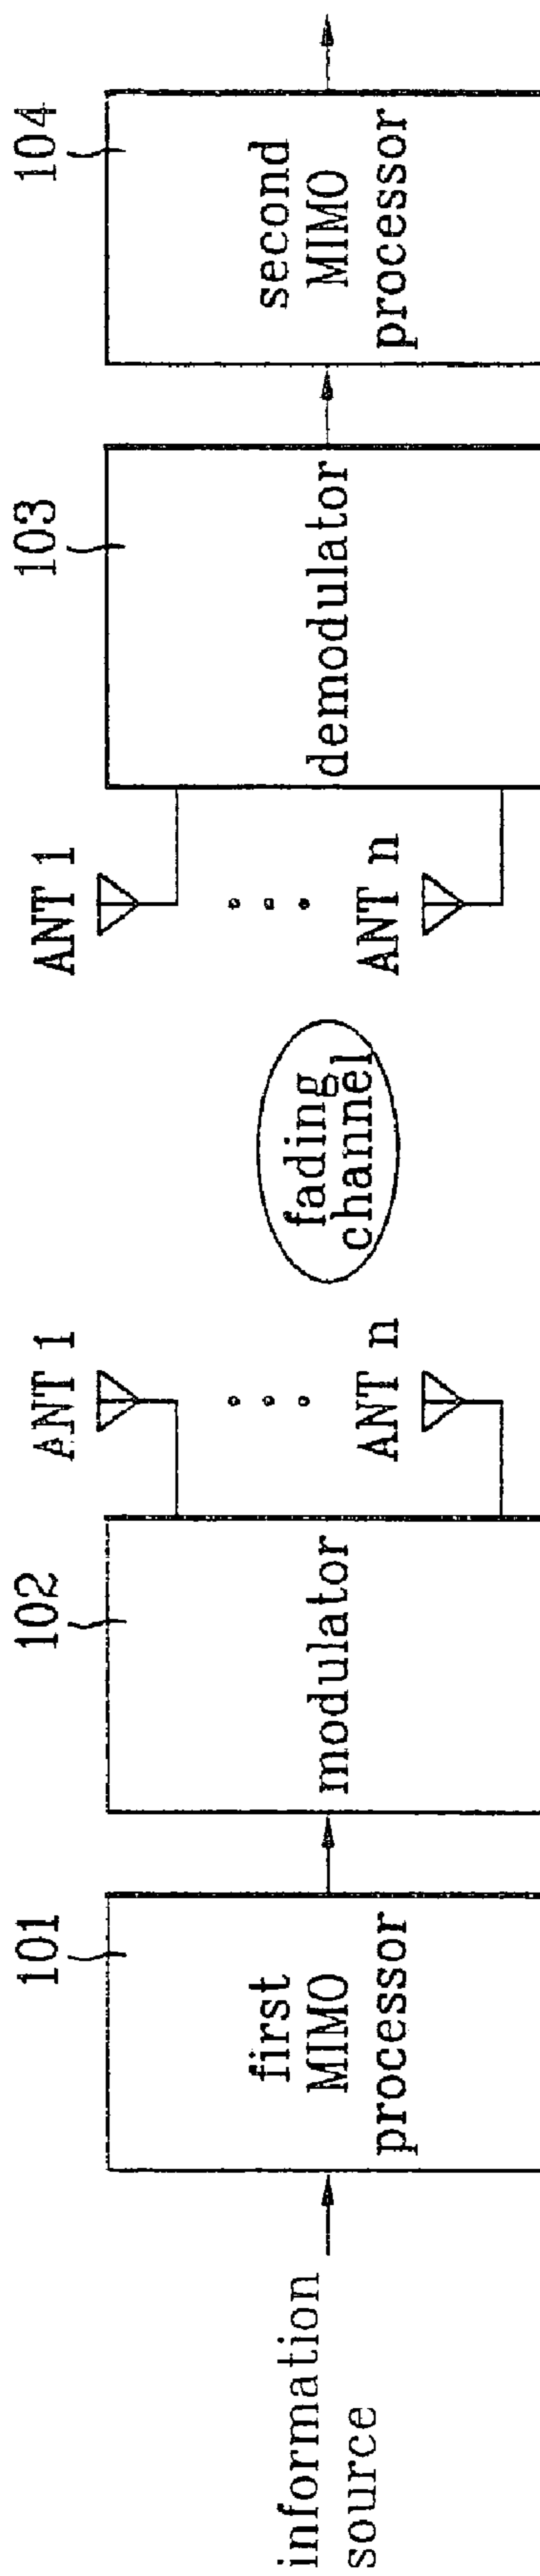 information
source
101
first
MIMO
processor
102
modulator
ANT 1
ANT n
fading
channel
ANT 1
ANT n
103
demodulator
104
second
MIMO
processor